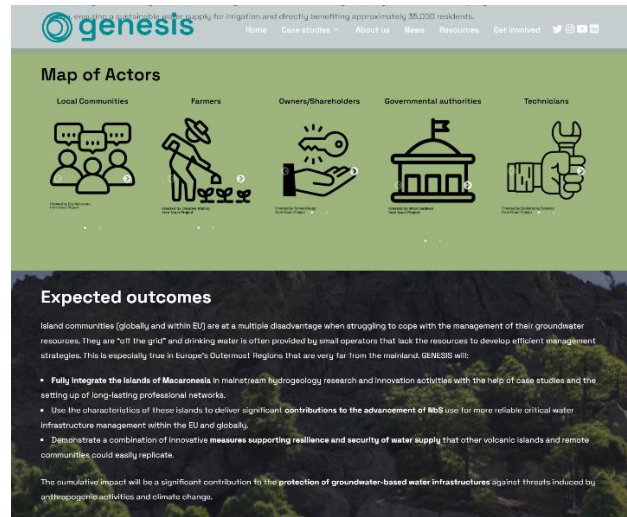 ensuring a sustainable water supply for irrigation and directly benefiting approximately 35,000 residents.
genesis
Home Case studies About us News Resources Get involved
Map of Actors
Local Communities Farmers Owners/Shareholders Governmental authorities Technicians
Expected outcomes
Island communities (globally and within EU) are at a multiple disadvantage when struggling to cope with the management of their groundwater
resources. They are "off the grid" and drinking water is often provided by small operators that lack the resources to develop efficient management
strategies. This is especially true in Europe's Outermost Regions that are very far from the mainland. GENESIS will:
• Fully integrate the islands of Macaronesia in mainstream hydrogeology research and innovation activities with the help of case studies and the
setting up of long-lasting professional networks.
• Use the characteristics of these islands to deliver significant contributions to the advancement of NbS use for more reliable critical water
infrastructure management within the EU and globally.
• Demonstrate a combination of innovative measures supporting resilience and security of water supply that other volcanic islands and remote
communities could easily replicate.
The cumulative impact will be a significant contribution to the protection of groundwater-based water infrastructures against threats induced by
anthropogenic activities and climate change.